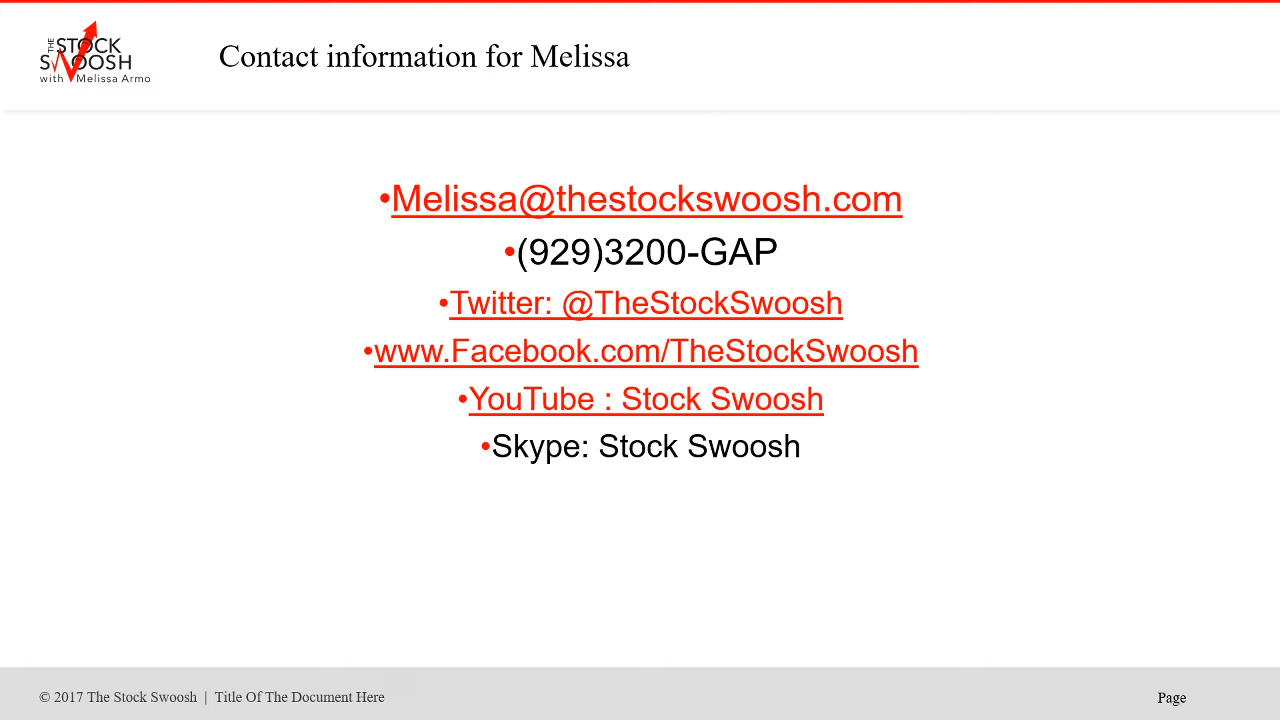 THE STOCK
SWOOSH
with Melissa Armo
Contact information for Melissa
•Melissa@thestockswoosh.com
•(929)3200-GAP
•Twitter: @TheStockSwoosh
•www.Facebook.com/TheStockSwoosh
•YouTube : Stock Swoosh
•Skype: Stock Swoosh
© 2017 The Stock Swoosh | Title Of The Document Here
Page